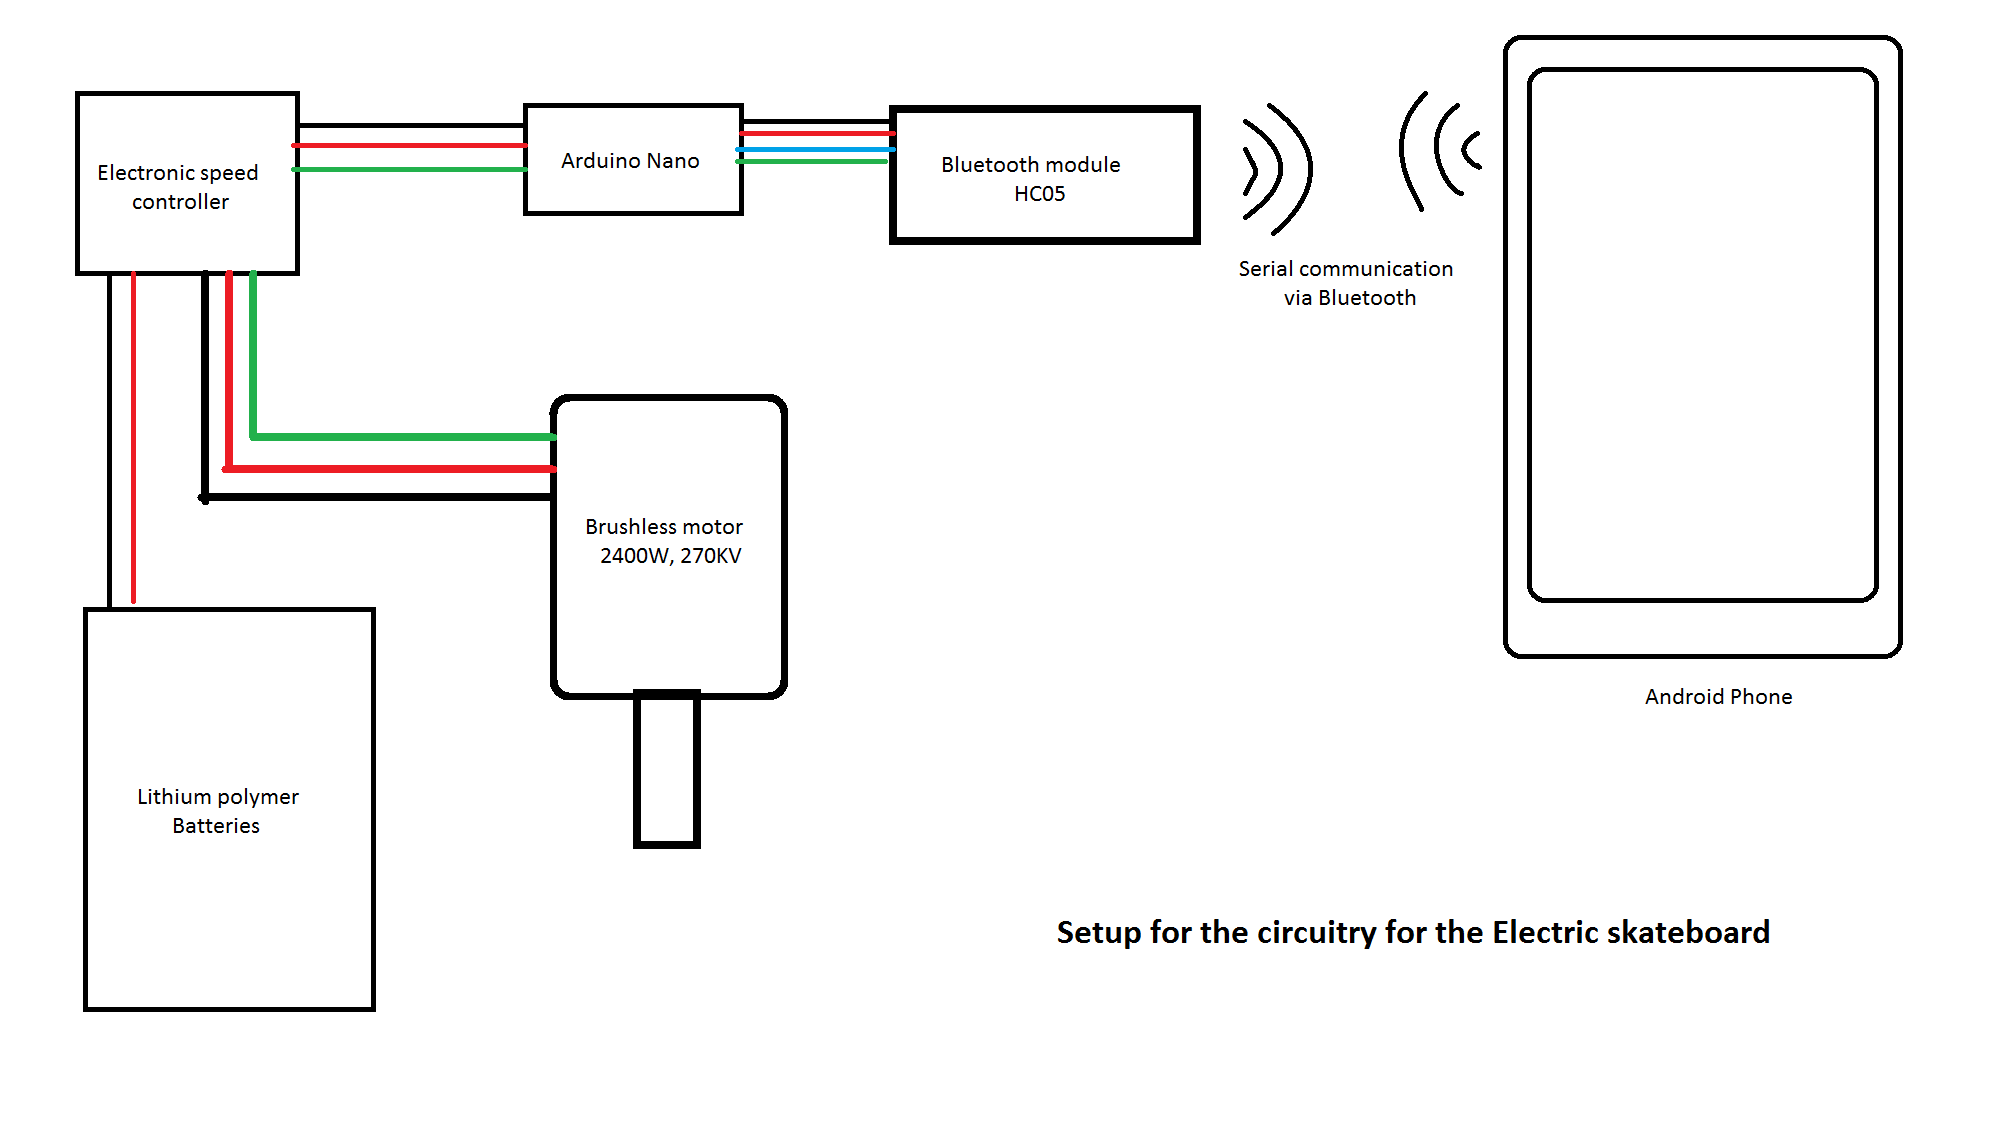 Electronic speed
controller
Arduino Nano
Bluetooth module
HC05
Serial communication
via Bluetooth
Brushless motor
2400W, 270KV
Android Phone
Lithium polymer
Batteries
Setup for the circuitry for the Electric skateboard